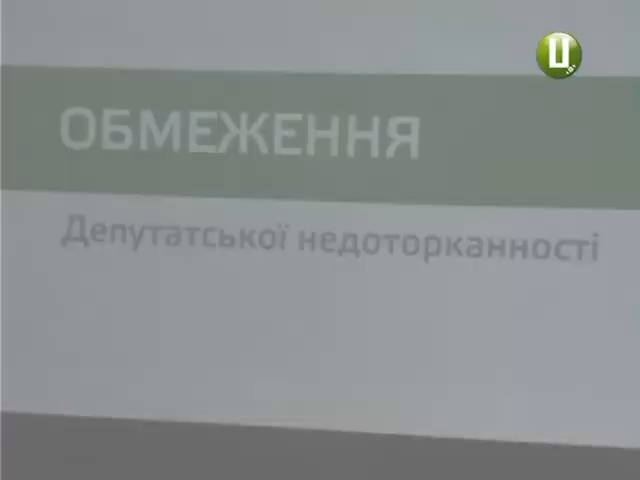 Ц
ОБМЕЖЕННЯ
Депутатської недоторканності